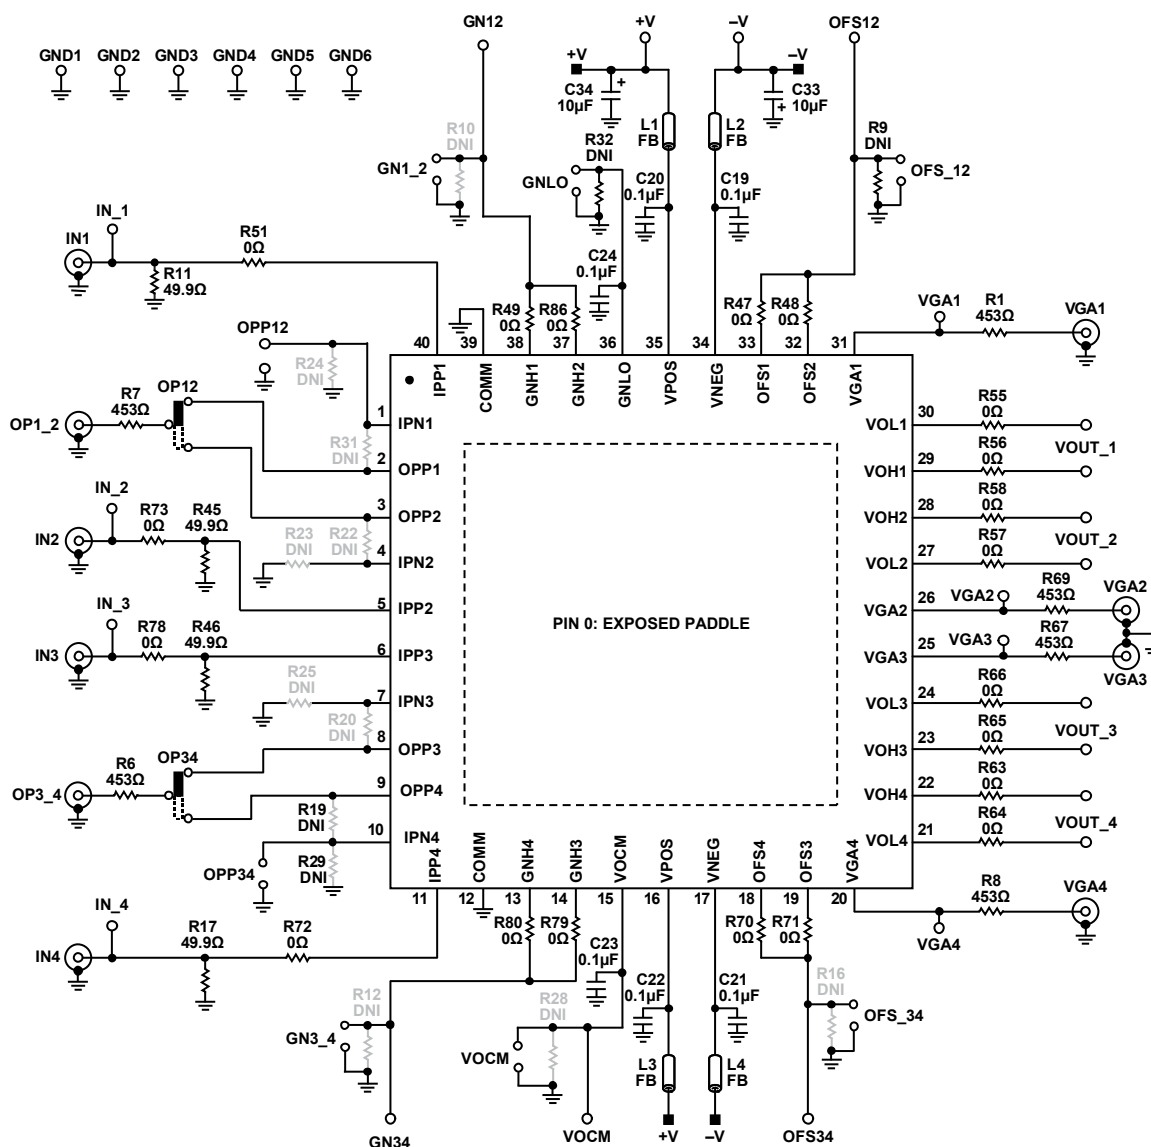 GND1 GND2 GND3 GND4 GND5 GND6
GN12
+V
–V
OFS12
+V
–V
C34
10µF
+
C33
10µF
+
R10
DNI
GN1_2
R32
DNI
GNLO
L1
FB
L2
FB
R9
DNI
OFS_12
C20
0.1µF
C19
0.1µF
IN_1
IN1
R51
0Ω
R11
49.9Ω
C24
0.1µF
R49
0Ω
R86
0Ω
R47
0Ω
R48
0Ω
VGA1
R1
453Ω
VGA1
OPP12
R24
DNI
40 39 38 37 36 35 34 33 32 31
IPP1
COMM
GNH1
GNH2
GNLO
VPOS
VNEG
OFS1
OFS2
VGA1
R7
453Ω
OP12
OP1_2
R31
DNI
1 IPN1
2 OPP1
3 OPP2
4 IPN2
5 IPP2
6 IPP3
7 IPN3
8 OPP3
9 OPP4
10 IPN4
IN_2
IN2
R73
0Ω
R45
49.9Ω
R23
DNI
R22
DNI
IN_3
IN3
R78
0Ω
R46
49.9Ω
R25
DNI
R20
DNI
R6
453Ω
OP34
OP3_4
R19
DNI
R29
DNI
OPP34
PIN 0: EXPOSED PADDLE
VOL1 30
R55
0Ω
VOUT_1
VOH1 29
R56
0Ω
VOH2 28
R58
0Ω
VOUT_2
VOL2 27
R57
0Ω
VGA2 26
VGA2
R69
453Ω
VGA2
VGA3 25
VGA3
R67
453Ω
VGA3
VOL3 24
R66
0Ω
VOUT_3
VOH3 23
R65
0Ω
VOH4 22
R63
0Ω
VOUT_4
VOL4 21
R64
0Ω
IPP4
COMM
GNH4
GNH3
VOCM
VPOS
VNEG
OFS4
OFS3
VGA4
11 12 13 14 15 16 17 18 19 20
IN_4
IN4
R17
49.9Ω
R72
0Ω
R80
0Ω
R79
0Ω
C23
0.1µF
C22
0.1µF
C21
0.1µF
R70
0Ω
R71
0Ω
VGA4
R8
453Ω
VGA4
R12
DNI
GN3_4
R28
DNI
VOCM
L3
FB
L4
FB
R16
DNI
OFS_34
GN34
VOCM
+V
–V
OFS34